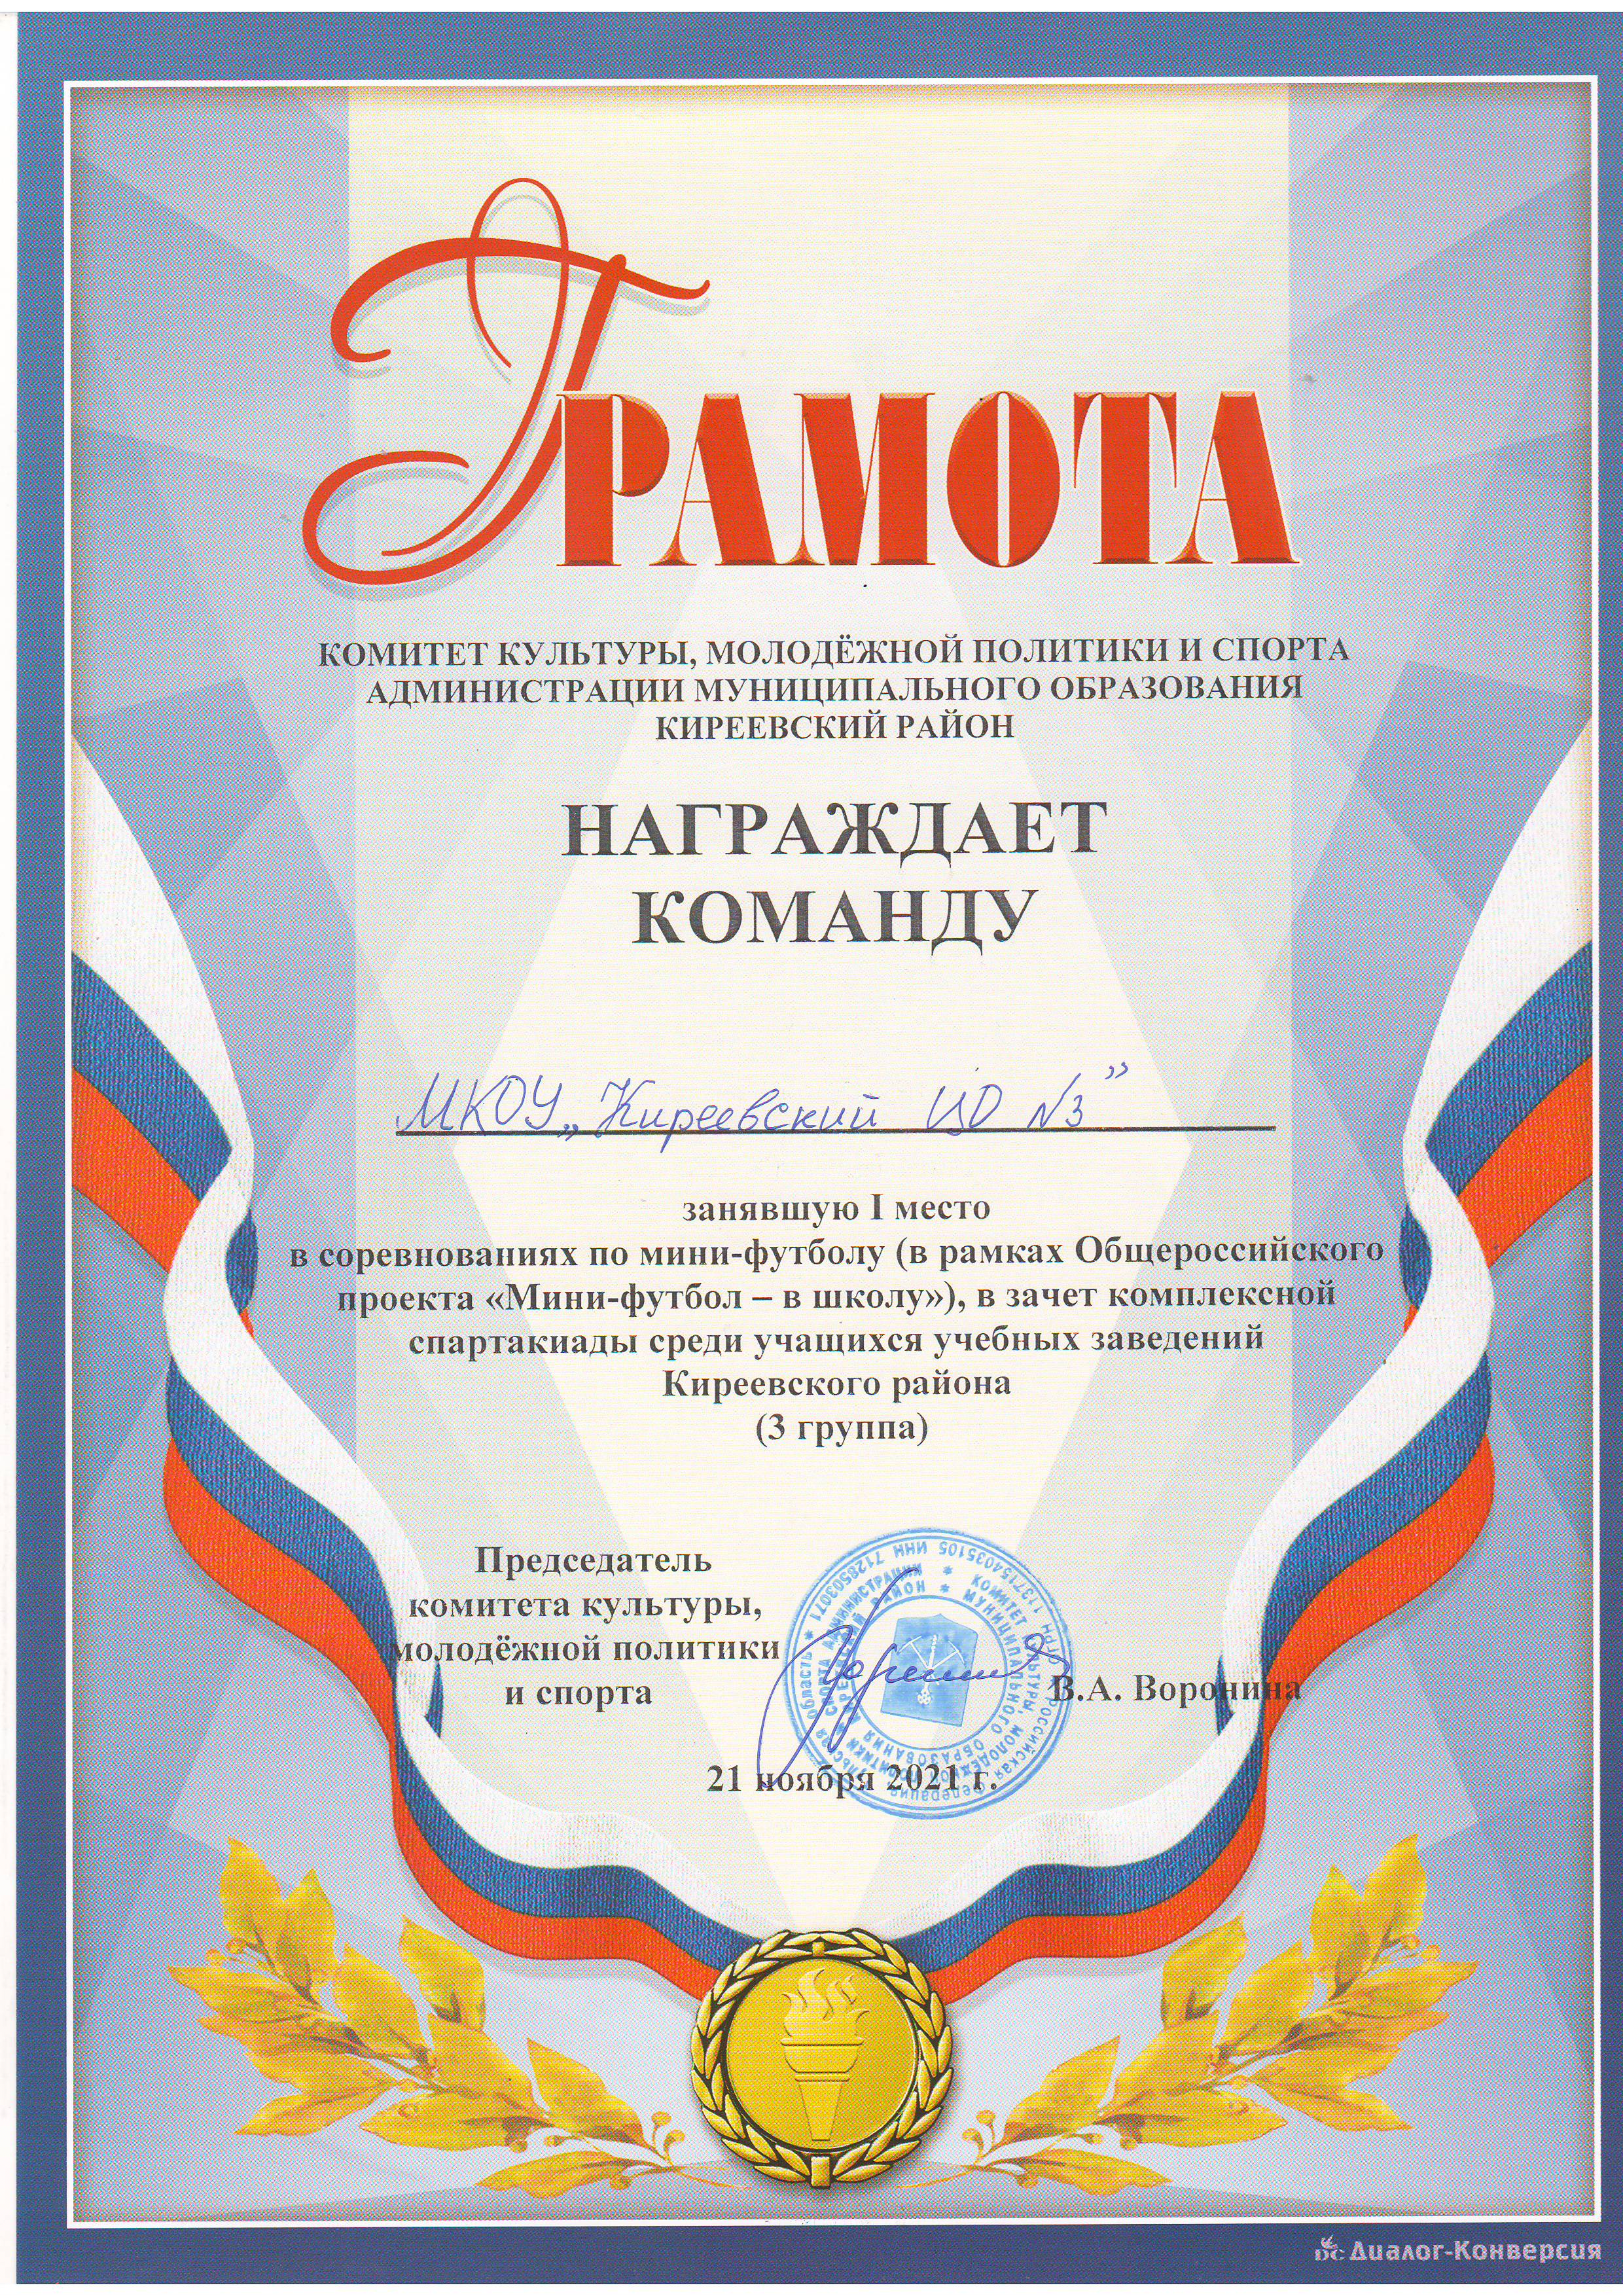 ГРАМОТА
КОМИТЕТ КУЛЬТУРЫ, МОЛОДЁЖНОЙ ПОЛИТИКИ И СПОРТА
АДМИНИСТРАЦИИ МУНИЦИПАЛЬНОГО ОБРАЗОВАНИЯ
КИРЕЕВСКИЙ РАЙОН
НАГРАЖДАЕТ
КОМАНДУ
МКОУ „Киреевский ЦО №3”
занявшую I место
в соревнованиях по мини-футболу (в рамках Общероссийского
проекта «Мини-футбол – в школу»), в зачет комплексной
спартакиады среди учащихся учебных заведений
Киреевского района
(3 группа)
Председатель
комитета культуры,
молодёжной политики
и спорта
В.А. Воронина
21 ноября 2021 г.
Диалог-Конверсия